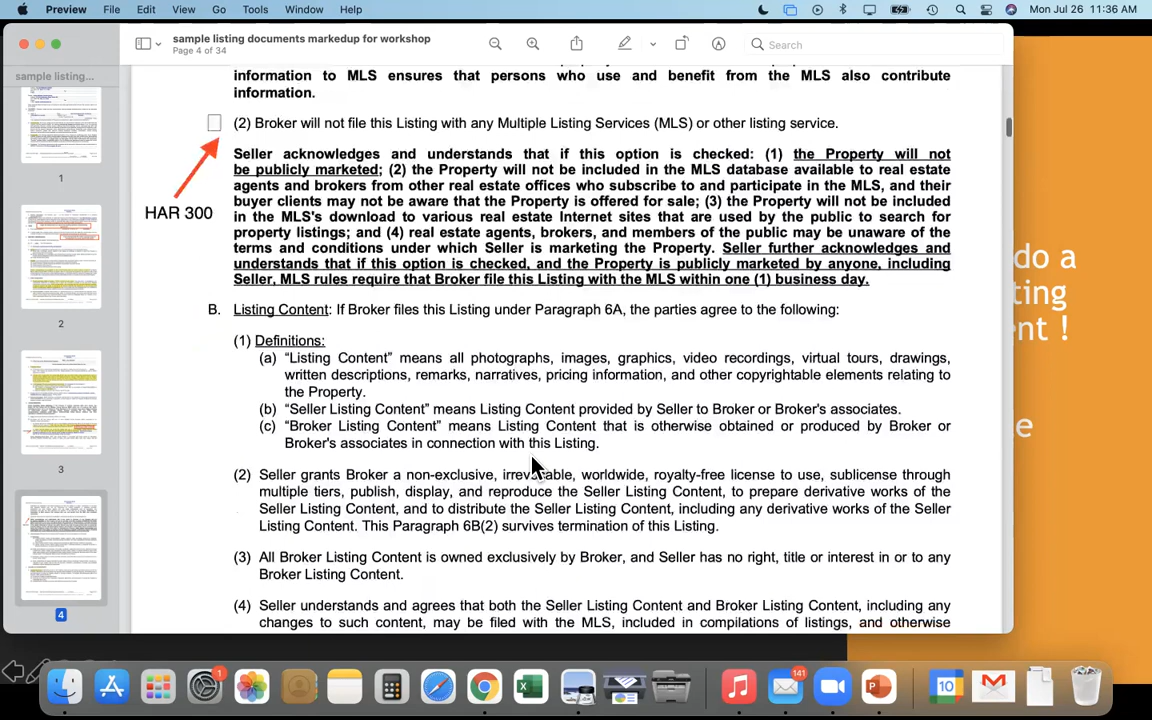 Preview File Edit View Go Tools Window Help Mon Jul 26 11:36 AM
sample listing documents markedup for workshop
Page 4 of 34
Search
sample listing...
1
2
3
4
information to MLS ensures that persons who use and benefit from the MLS also contribute
information.
(2) Broker will not file this Listing with any Multiple Listing Services (MLS) or other listing service.
HAR 300
Seller acknowledges and understands that if this option is checked: (1) the Property will not
be publicly marketed; (2) the Property will not be included in the MLS database available to real estate
agents and brokers from other real estate offices who subscribe to and participate in the MLS, and their
buyer clients may not be aware that the Property is offered for sale; (3) the Property will not be included
in the MLS's download to various real estate Internet sites that are used by the public to search for
property listings; and (4) real estate agents, brokers, and members of the public may be unaware of the
terms and conditions under which Seller is marketing the Property. Seller further acknowledges and
understands that if this option is checked, and the Property is publicly marketed by anyone, including
Seller, MLS rules require that Broker file this Listing with the MLS within one (1) business day.
B. Listing Content: If Broker files this Listing under Paragraph 6A, the parties agree to the following:
(1) Definitions:
(a) “Listing Content” means all photographs, images, graphics, video recordings, virtual tours, drawings,
written descriptions, remarks, narratives, pricing information, and other copyrightable elements relating to
the Property.
(b) “Seller Listing Content” means Listing Content provided by Seller to Broker or Broker's associates.
(c) “Broker Listing Content” means Listing Content that is otherwise obtained or produced by Broker or
Broker's associates in connection with this Listing.
(2) Seller grants Broker a non-exclusive, irrevocable, worldwide, royalty-free license to use, sublicense through
multiple tiers, publish, display, and reproduce the Seller Listing Content, to prepare derivative works of the
Seller Listing Content, and to distribute the Seller Listing Content, including any derivative works of the Seller
Listing Content. This Paragraph 6B(2) survives termination of this Listing.
(3) All Broker Listing Content is owned exclusively by Broker, and Seller has no right, title or interest in or to any
Broker Listing Content.
(4) Seller understands and agrees that both the Seller Listing Content and Broker Listing Content, including any
changes to such content, may be filed with the MLS, included in compilations of listings, and otherwise
do a
ting
nt !
e
1
141
10